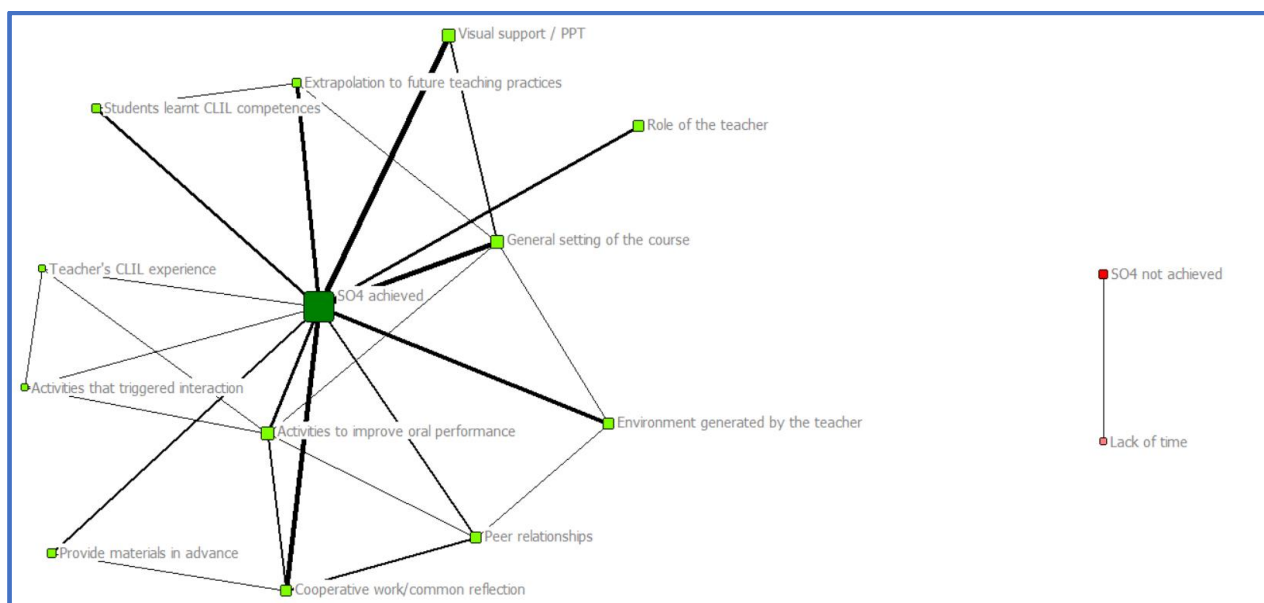 Visual support / PPT
Extrapolation to future teaching practices
Students learnt CLIL competences
Role of the teacher
General setting of the course
Teacher's CLIL experience
SO4 not achieved
SO4 achieved
Activities that triggered interaction
Environment generated by the teacher
Activities to improve oral performance
Lack of time
Peer relationships
Provide materials in advance
Cooperative work/common reflection